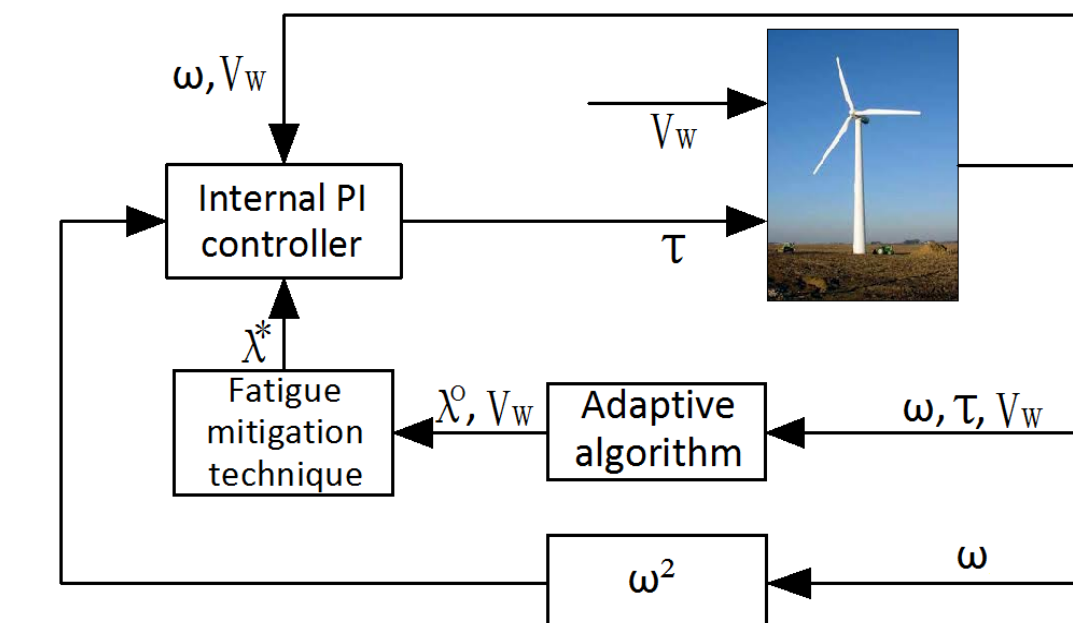 ω, Vw
Vw
Internal PI
controller
τ
λ*
Fatigue
mitigation
technique
λ°, Vw
Adaptive
algorithm
ω, τ, Vw
ω²
ω